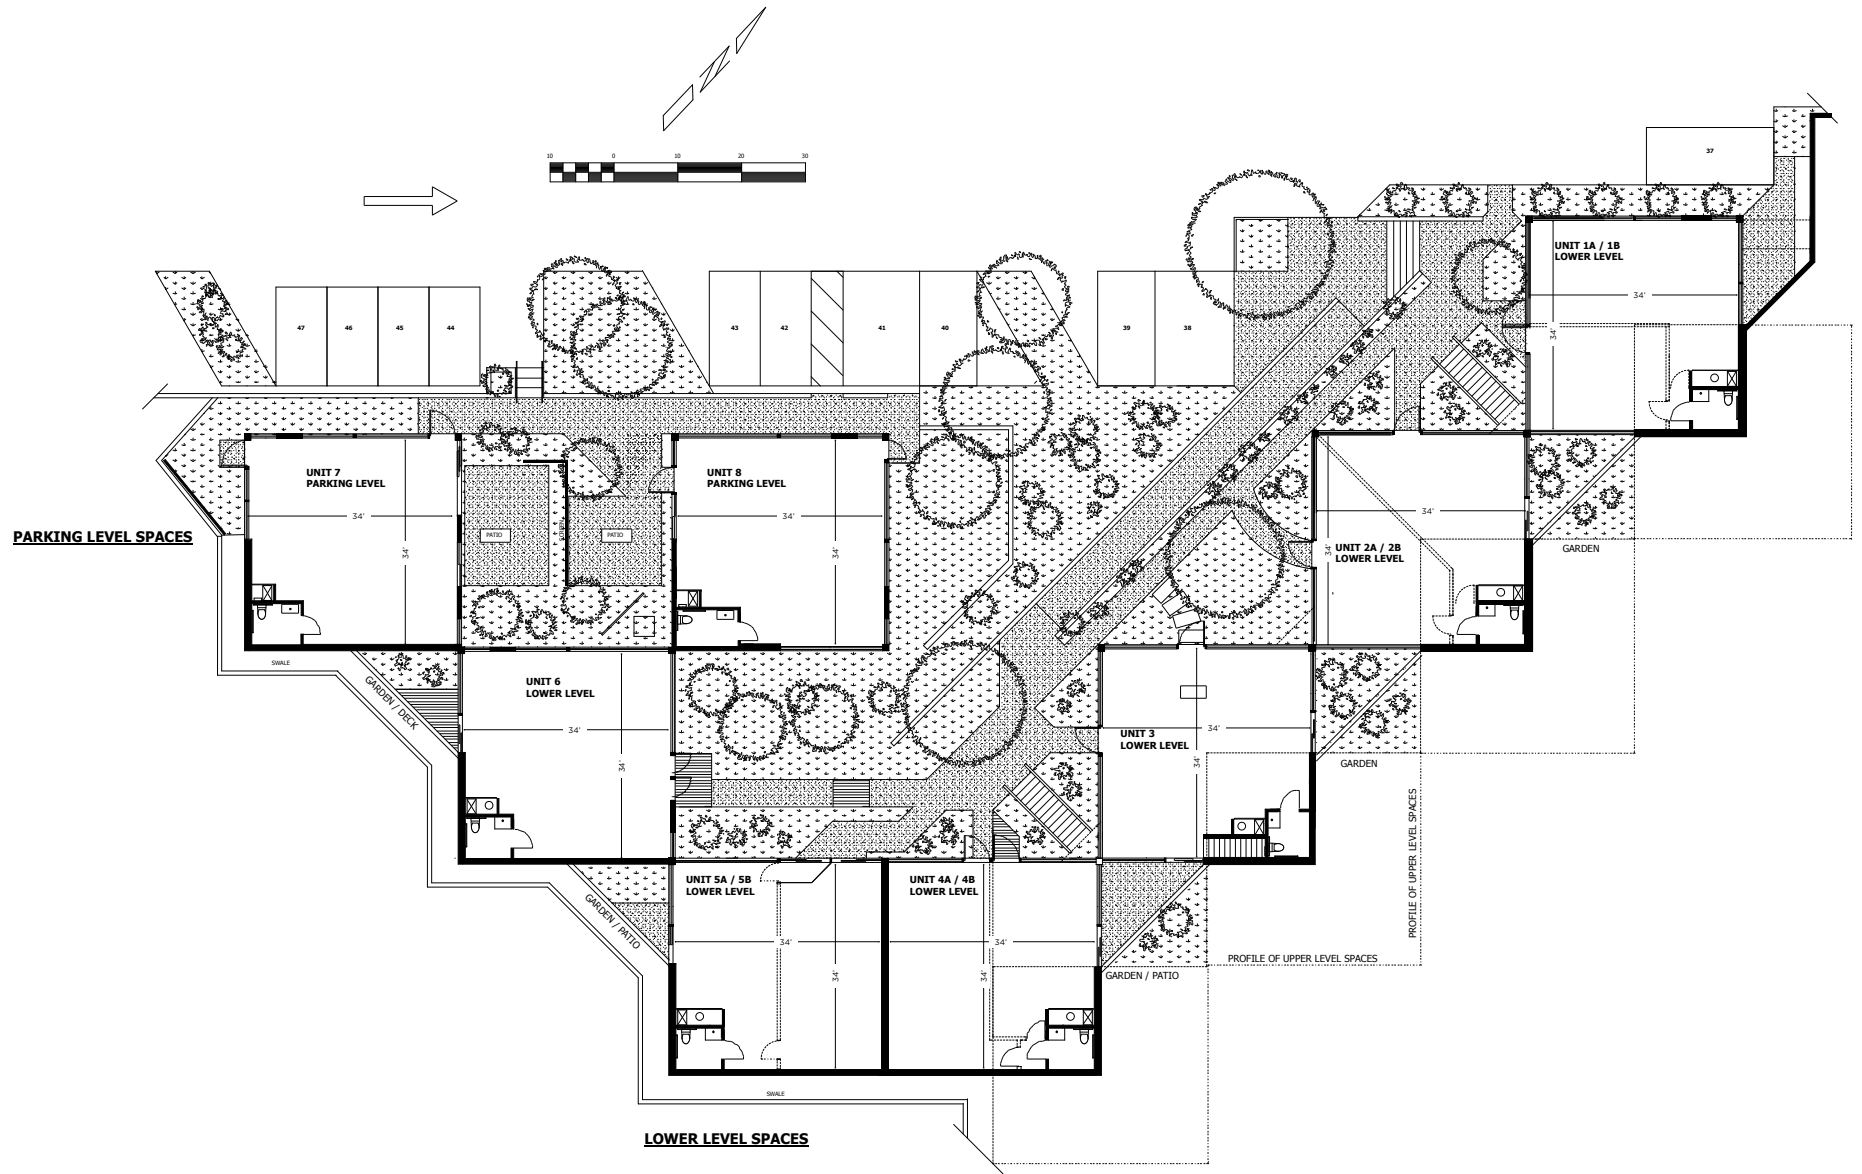 N
10 0 10 20 30
37
47 46 45 44 43 42 41 40 39 38
UNIT 1A / 1B
LOWER LEVEL
34'
34'
UNIT 7
PARKING LEVEL
34'
34'
PATIO
SCREEN
PATIO
UNIT 8
PARKING LEVEL
34'
34'
PARKING LEVEL SPACES
UNIT 2A / 2B
LOWER LEVEL
34'
34'
GARDEN
SWALE
GARDEN / DECK
UNIT 6
LOWER LEVEL
34'
34'
UNIT 3
LOWER LEVEL
34'
34'
GARDEN
PROFILE OF UPPER LEVEL SPACES
GARDEN / PATIO
UNIT 5A / 5B
LOWER LEVEL
34'
34'
UNIT 4A / 4B
LOWER LEVEL
34'
34'
PROFILE OF UPPER LEVEL SPACES
GARDEN / PATIO
SWALE
LOWER LEVEL SPACES